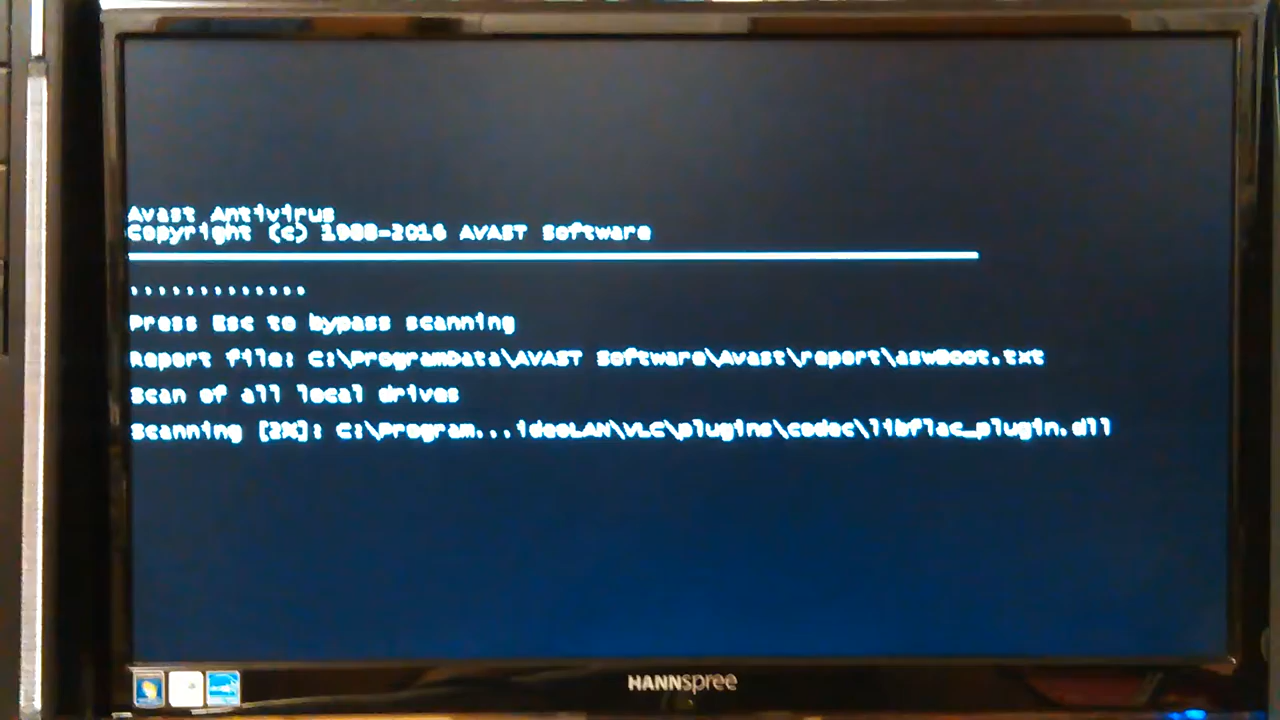 Avast Antivirus
Copyright (c) 1988-2016 AVAST Software
.............
Press Esc to bypass scanning
Report file: C:\ProgramData\AVAST Software\Avast\report\aswBoot.txt
Scan of all local drives
Scanning [2%]: C:\Program...ideoLAN\VLC\plugins\codec\libflac_plugin.dll
HANNspree